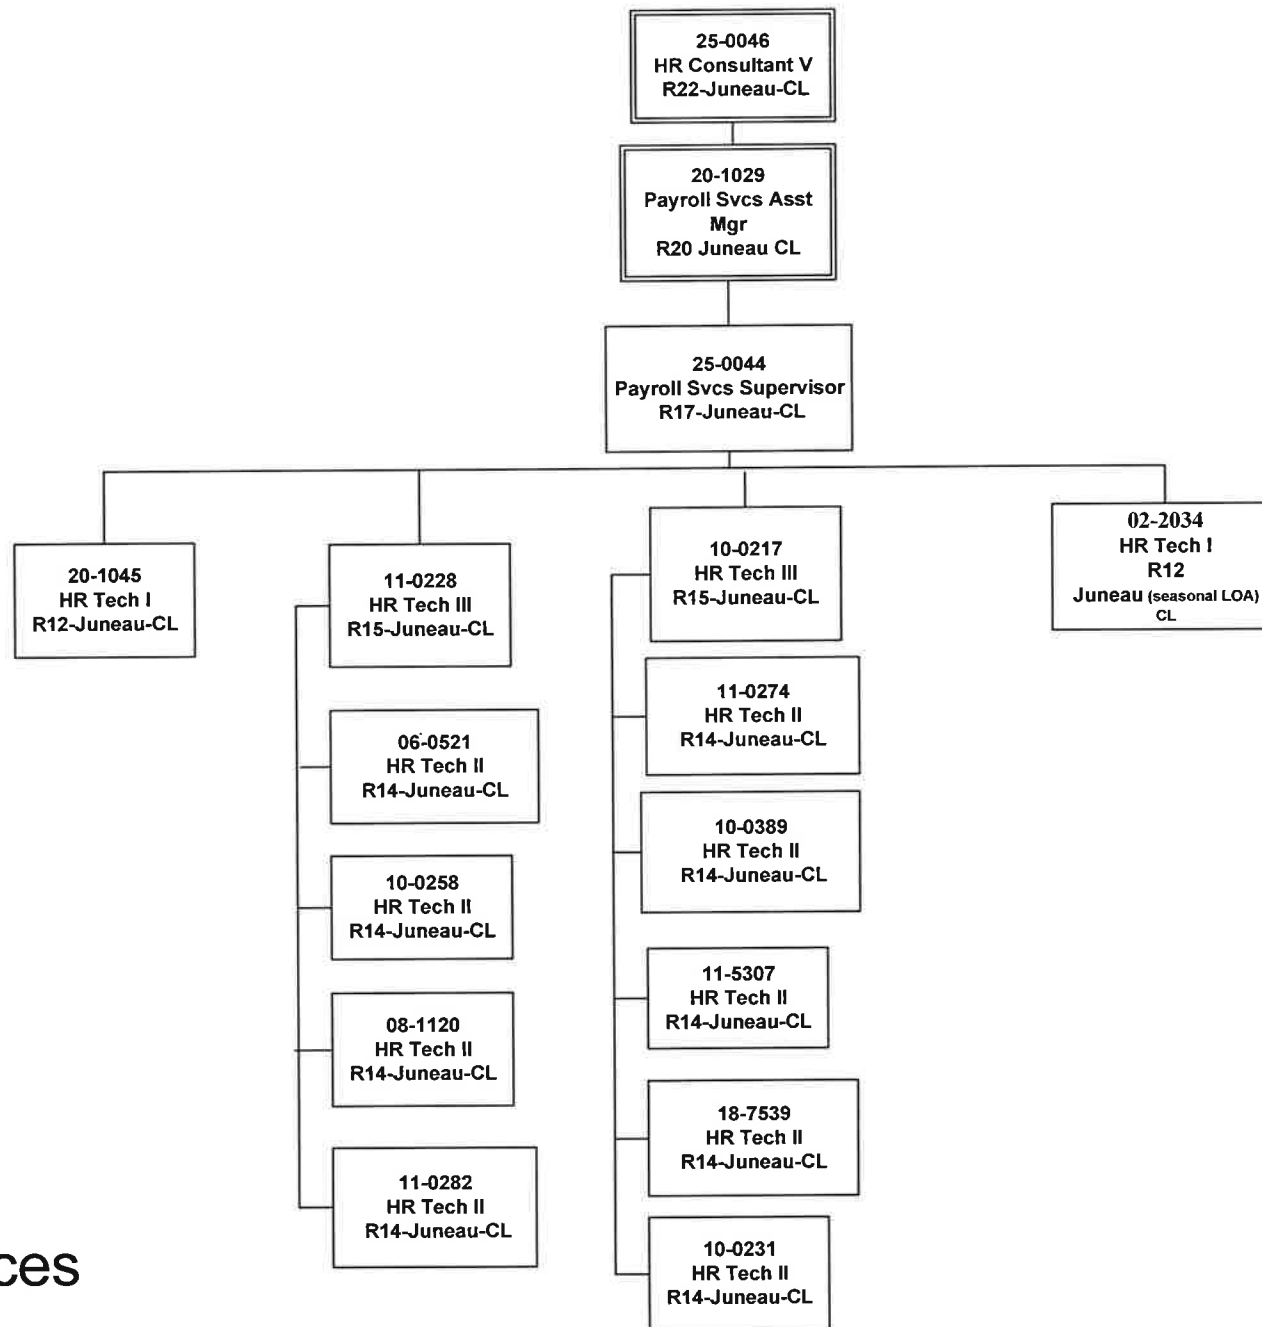 25-0046
HR Consultant V
R22-Juneau-CL
20-1029
Payroll Svcs Asst
Mgr
R20 Juneau CL
25-0044
Payroll Svcs Supervisor
R17-Juneau-CL
20-1045
HR Tech I
R12-Juneau-CL
11-0228
HR Tech III
R15-Juneau-CL
06-0521
HR Tech II
R14-Juneau-CL
10-0258
HR Tech II
R14-Juneau-CL
08-1120
HR Tech II
R14-Juneau-CL
11-0282
HR Tech II
R14-Juneau-CL
10-0217
HR Tech III
R15-Juneau-CL
11-0274
HR Tech II
R14-Juneau-CL
10-0389
HR Tech II
R14-Juneau-CL
11-5307
HR Tech II
R14-Juneau-CL
18-7539
HR Tech II
R14-Juneau-CL
10-0231
HR Tech II
R14-Juneau-CL
02-2034
HR Tech I
R12
Juneau (seasonal LOA)
CL
ces